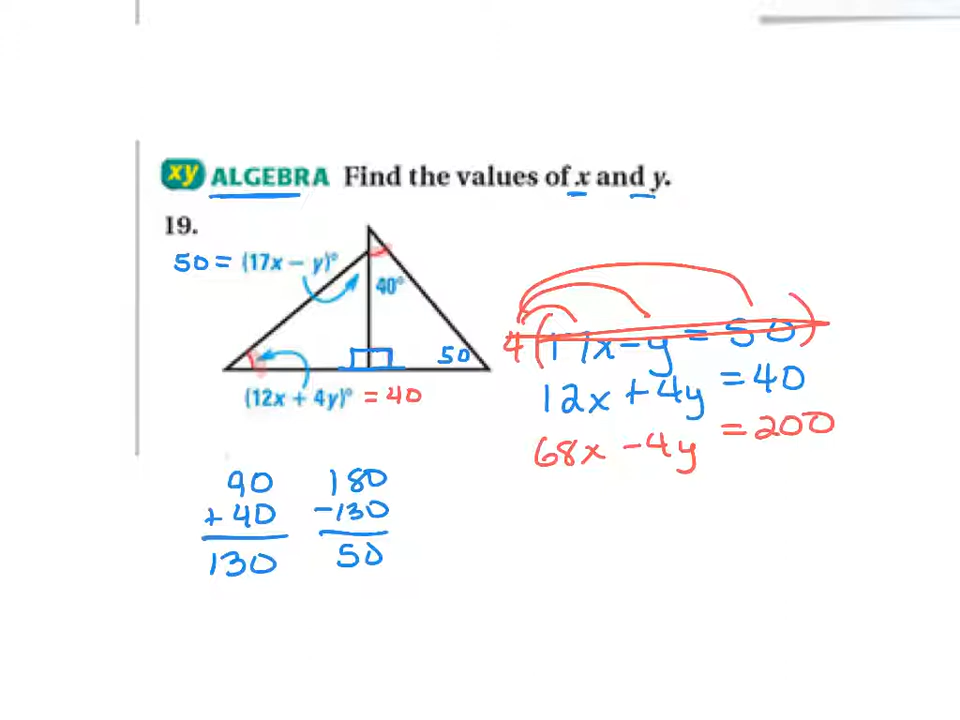 xy ALGEBRA Find the values of x and y.
19.
50 = (17x − y)°
40°
50
(12x + 4y)° = 40
4(17x − y = 50)
12x + 4y = 40
68x − 4y = 200
90 180
+40 −130
130 50